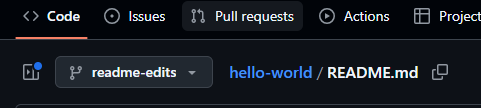 Code Issues Pull requests Actions Project
readme-edits hello-world / README.md